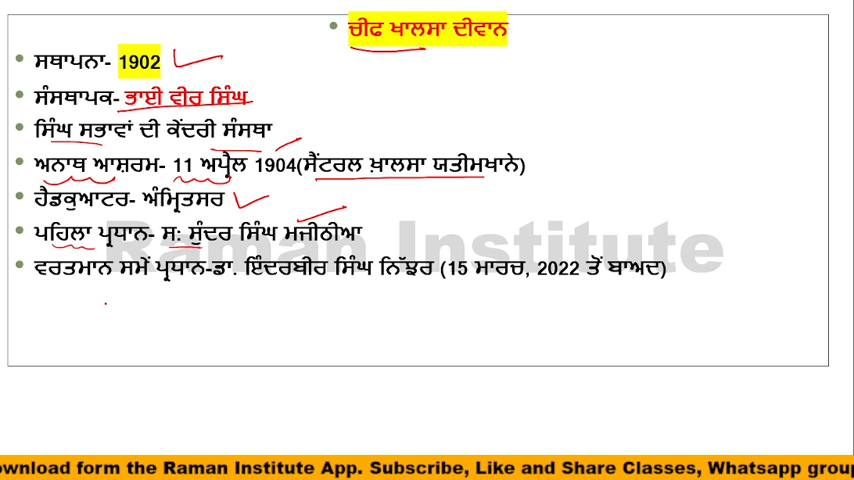 • ਚੀਫ ਖਾਲਸਾ ਦੀਵਾਨ
• ਸਥਾਪਨਾ- 1902
• ਸੰਸਥਾਪਕ- ਭਾਈ ਵੀਰ ਸਿੰਘ
• ਸਿੰਘ ਸਭਾਵਾਂ ਦੀ ਕੇਂਦਰੀ ਸੰਸਥਾ
• ਅਨਾਥ ਆਸ਼ਰਮ- 11 ਅਪ੍ਰੈਲ 1904(ਸੈਂਟਰਲ ਖ਼ਾਲਸਾ ਯਤੀਮਖਾਨੇ)
• ਹੈਡਕੁਆਟਰ- ਅੰਮ੍ਰਿਤਸਰ
• ਪਹਿਲਾ ਪ੍ਰਧਾਨ- ਸ: ਸੁੰਦਰ ਸਿੰਘ ਮਜੀਠੀਆ
Raman Institute
• ਵਰਤਮਾਨ ਸਮੇਂ ਪ੍ਰਧਾਨ-ਡਾ. ਇੰਦਰਬੀਰ ਸਿੰਘ ਨਿੱਝਰ (15 ਮਾਰਚ, 2022 ਤੋਂ ਬਾਅਦ)
ownload form the Raman Institute App. Subscribe, Like and Share Classes, Whatsapp group